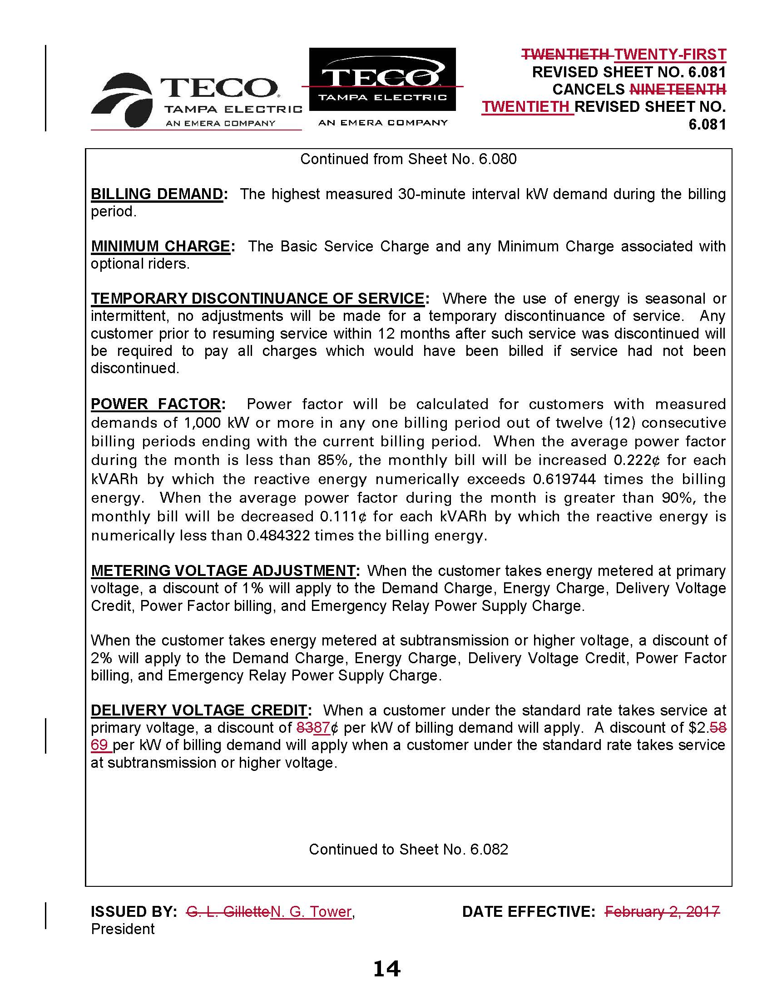 TWENTIETH TWENTY-FIRST
REVISED SHEET NO. 6.081
CANCELS NINETEENTH
TWENTIETH REVISED SHEET NO.
6.081
TECO®
TAMPA ELECTRIC
AN EMERA COMPANY
TECO®
TAMPA ELECTRIC
AN EMERA COMPANY
Continued from Sheet No. 6.080
BILLING DEMAND: The highest measured 30-minute interval kW demand during the billing
period.
MINIMUM CHARGE: The Basic Service Charge and any Minimum Charge associated with
optional riders.
TEMPORARY DISCONTINUANCE OF SERVICE: Where the use of energy is seasonal or
intermittent, no adjustments will be made for a temporary discontinuance of service. Any
customer prior to resuming service within 12 months after such service was discontinued will
be required to pay all charges which would have been billed if service had not been
discontinued.
POWER FACTOR: Power factor will be calculated for customers with measured
demands of 1,000 kW or more in any one billing period out of twelve (12) consecutive
billing periods ending with the current billing period. When the average power factor
during the month is less than 85%, the monthly bill will be increased 0.222¢ for each
kVARh by which the reactive energy numerically exceeds 0.619744 times the billing
energy. When the average power factor during the month is greater than 90%, the
monthly bill will be decreased 0.111¢ for each kVARh by which the reactive energy is
numerically less than 0.484322 times the billing energy.
METERING VOLTAGE ADJUSTMENT: When the customer takes energy metered at primary
voltage, a discount of 1% will apply to the Demand Charge, Energy Charge, Delivery Voltage
Credit, Power Factor billing, and Emergency Relay Power Supply Charge.
When the customer takes energy metered at subtransmission or higher voltage, a discount of
2% will apply to the Demand Charge, Energy Charge, Delivery Voltage Credit, Power Factor
billing, and Emergency Relay Power Supply Charge.
DELIVERY VOLTAGE CREDIT: When a customer under the standard rate takes service at
primary voltage, a discount of 8387¢ per kW of billing demand will apply. A discount of $2.58
69 per kW of billing demand will apply when a customer under the standard rate takes service
at subtransmission or higher voltage.
Continued to Sheet No. 6.082
ISSUED BY: G. L. GilletteN. G. Tower,
President
DATE EFFECTIVE: February 2, 2017
14